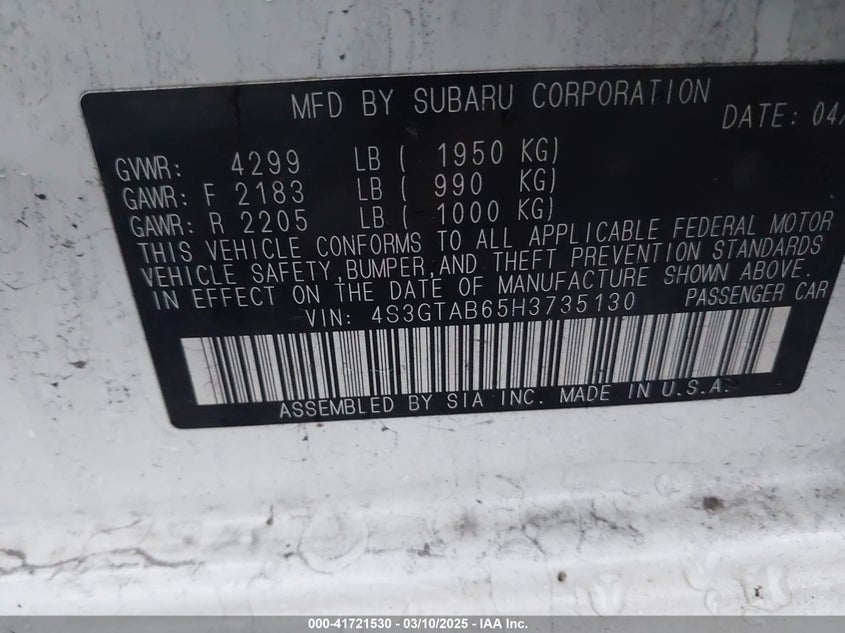 MFD BY SUBARU CORPORATION
DATE: 04/
GVWR: 4299 LB ( 1950 KG)
GAWR: F 2183 LB ( 990 KG)
GAWR: R 2205 LB ( 1000 KG)
THIS VEHICLE CONFORMS TO ALL APPLICABLE FEDERAL MOTOR
VEHICLE SAFETY,BUMPER,AND THEFT PREVENTION STANDARDS
IN EFFECT ON THE DATE OF MANUFACTURE SHOWN ABOVE.
VIN: 4S3GTAB65H3735130 PASSENGER CAR
ASSEMBLED BY SIA INC. MADE IN U.S.A.
000-41721530 - 03/10/2025 - IAA Inc.